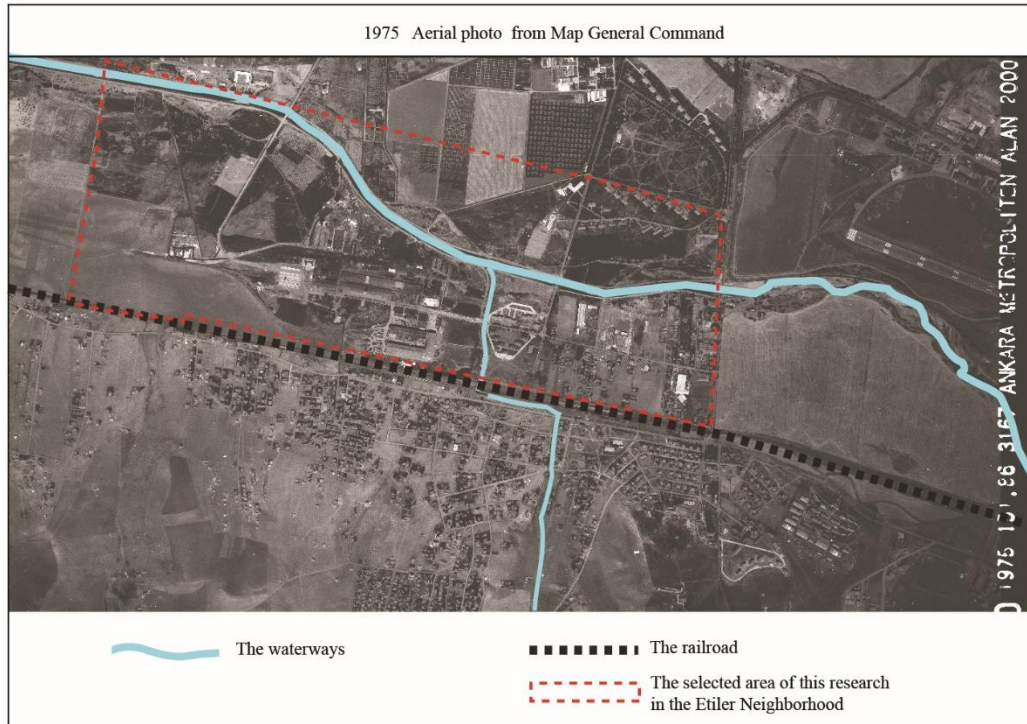 1975 Aerial photo from Map General Command
ANKARA METROPOLITEN ALAN 2000
The waterways
The railroad
The selected area of this research
in the Etiler Neighborhood